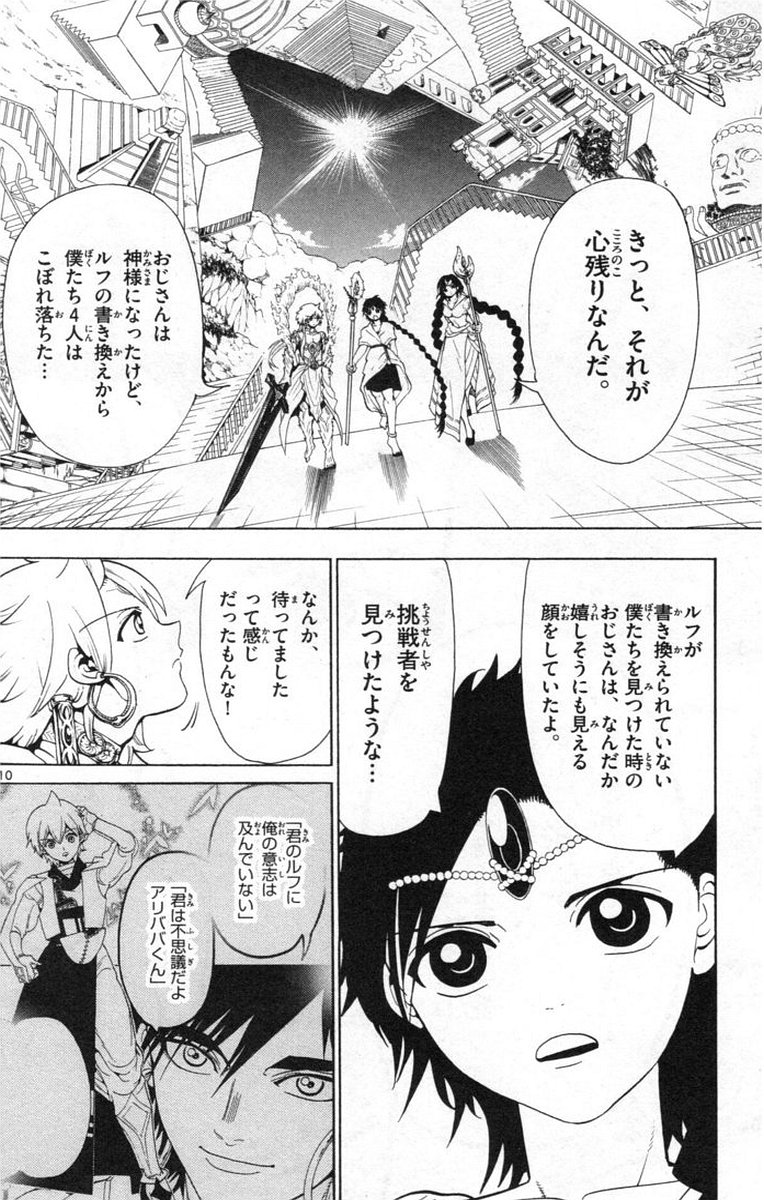 きっと、それが
心残りなんだ。
おじさんは
神様になったけど、
ルフの書き換えから
僕たち4人は
こぼれ落ちた…
ルフが
書き換えられていない
僕たちを見つけた時の
おじさんは、なんだか
嬉しそうにも見える
顔をしていたよ。
挑戦者を
見つけたような…
なんか、
待ってました
って感じ
だったもんな!
「君のルフに
俺の意志は
及んでいない」
「君は不思議だよ
アリババくん」
10